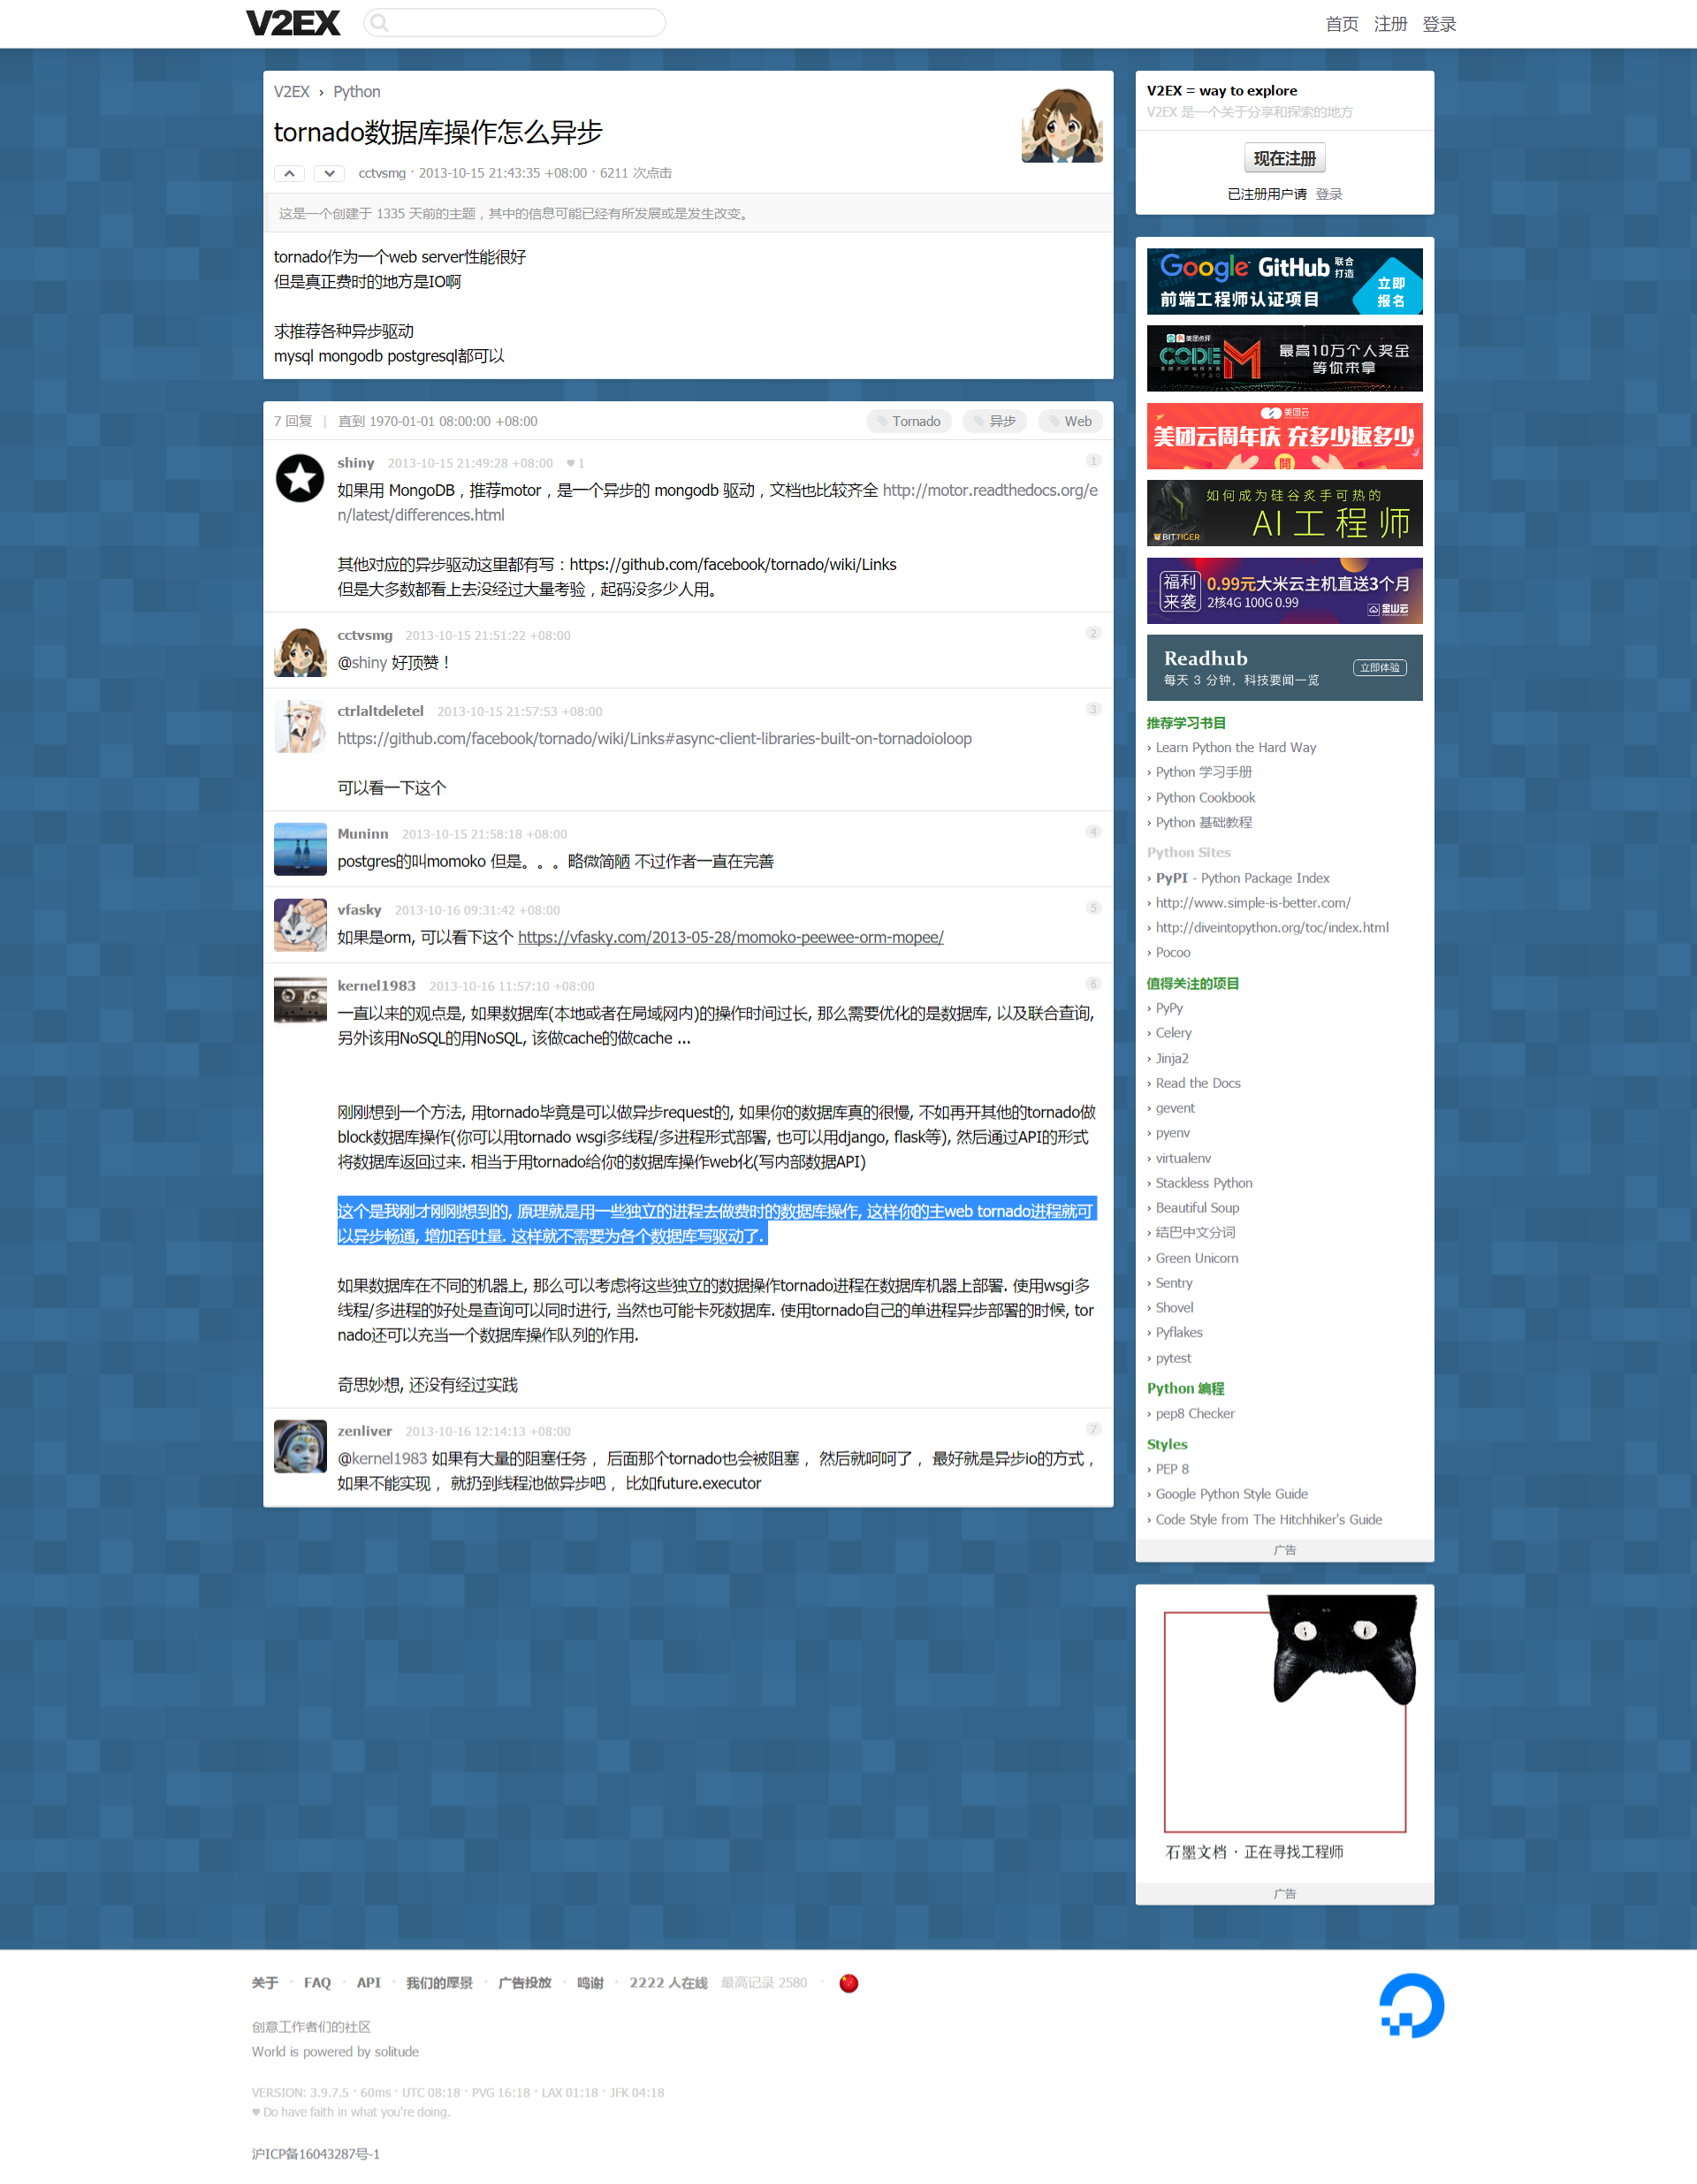 V2EX
首页 注册 登录
V2EX › Python
tornado数据库操作怎么异步
cctvsmg · 2013-10-15 21:43:35 +08:00 · 6211 次点击
这是一个创建于 1335 天前的主题，其中的信息可能已经有所发展或是发生改变。
tornado作为一个web server性能很好
但是真正费时的地方是IO啊
求推荐各种异步驱动
mysql mongodb postgresql都可以
7 回复 | 直到 1970-01-01 08:00:00 +08:00
Tornado 异步 Web
shiny 2013-10-15 21:49:28 +08:00 ♥ 1
1
如果用 MongoDB，推荐motor，是一个异步的 mongodb 驱动，文档也比较齐全 http://motor.readthedocs.org/e
n/latest/differences.html
其他对应的异步驱动这里都有写：https://github.com/facebook/tornado/wiki/Links
但是大多数都看上去没经过大量考验，起码没多少人用。
cctvsmg 2013-10-15 21:51:22 +08:00
2
@shiny 好顶赞！
ctrlaltdeletel 2013-10-15 21:57:53 +08:00
3
https://github.com/facebook/tornado/wiki/Links#async-client-libraries-built-on-tornadoioloop
可以看一下这个
Muninn 2013-10-15 21:58:18 +08:00
4
postgres的叫momoko 但是。。。略微简陋 不过作者一直在完善
vfasky 2013-10-16 09:31:42 +08:00
5
如果是orm, 可以看下这个 https://vfasky.com/2013-05-28/momoko-peewee-orm-mopee/
kernel1983 2013-10-16 11:57:10 +08:00
6
一直以来的观点是, 如果数据库(本地或者在局域网内)的操作时间过长, 那么需要优化的是数据库, 以及联合查询,
另外该用NoSQL的用NoSQL, 该做cache的做cache ...
刚刚想到一个方法, 用tornado毕竟是可以做异步request的, 如果你的数据库真的很慢, 不如再开其他的tornado做
block数据库操作(你可以用tornado wsgi多线程/多进程形式部署, 也可以用django, flask等), 然后通过API的形式
将数据库返回过来. 相当于用tornado给你的数据库操作web化(写内部数据API)
这个是我刚才刚刚想到的, 原理就是用一些独立的进程去做费时的数据库操作, 这样你的主web tornado进程就可
以异步畅通, 增加吞吐量. 这样就不需要为各个数据库写驱动了.
如果数据库在不同的机器上, 那么可以考虑将这些独立的数据操作tornado进程在数据库机器上部署. 使用wsgi多
线程/多进程的好处是查询可以同时进行, 当然也可能卡死数据库. 使用tornado自己的单进程异步部署的时候, tor
nado还可以充当一个数据库操作队列的作用.
奇思妙想, 还没有经过实践
zenliver 2013-10-16 12:14:13 +08:00
7
@kernel1983 如果有大量的阻塞任务， 后面那个tornado也会被阻塞， 然后就呵呵了， 最好就是异步io的方式，
如果不能实现， 就扔到线程池做异步吧， 比如future.executor
V2EX = way to explore
V2EX 是一个关于分享和探索的地方
现在注册
已注册用户请 登录
Google GitHub 联合
打造
前端工程师认证项目
立即
报名
美团点评
CODE M
最高10万个人奖金
等你来拿
美团云
美团云周年庆 充多少返多少
開
如何成为硅谷炙手可热的
AI 工程师
BITTIGER
福利
来袭
0.99元大米云主机直送3个月
2核4G 100G 0.99
金山云
Readhub
每天 3 分钟，科技要闻一览
立即体验
推荐学习书目
› Learn Python the Hard Way
› Python 学习手册
› Python Cookbook
› Python 基础教程
Python Sites
› PyPI - Python Package Index
› http://www.simple-is-better.com/
› http://diveintopython.org/toc/index.html
› Pocoo
值得关注的项目
› PyPy
› Celery
› Jinja2
› Read the Docs
› gevent
› pyenv
› virtualenv
› Stackless Python
› Beautiful Soup
› 结巴中文分词
› Green Unicorn
› Sentry
› Shovel
› Pyflakes
› pytest
Python 编程
› pep8 Checker
Styles
› PEP 8
› Google Python Style Guide
› Code Style from The Hitchhiker's Guide
广告
石墨文档 · 正在寻找工程师
广告
关于 · FAQ · API · 我们的愿景 · 广告投放 · 鸣谢 · 2222 人在线 最高记录 2580 ·
创意工作者们的社区
World is powered by solitude
VERSION: 3.9.7.5 · 60ms · UTC 08:18 · PVG 16:18 · LAX 01:18 · JFK 04:18
♥ Do have faith in what you're doing.
沪ICP备16043287号-1